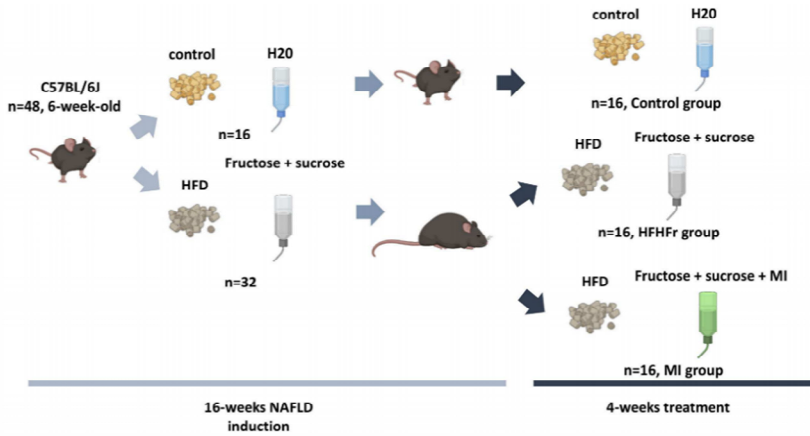 C57BL/6J
n=48, 6-week-old
control
H20
n=16
Fructose + sucrose
HFD
n=32
control
H20
n=16, Control group
Fructose + sucrose
HFD
n=16, HFHFr group
Fructose + sucrose + MI
HFD
n=16, MI group
16-weeks NAFLD
induction
4-weeks treatment